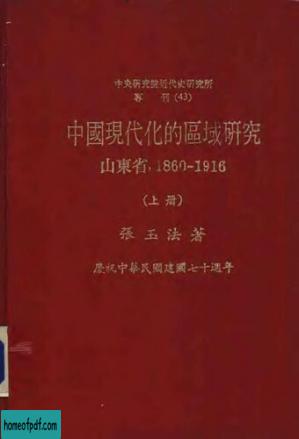 中央研究院近代史研究所
專刊(43)
中國現代化的區域研究
山東省，1860-1916
(上册)
張玉法著
慶祝中華民國建國七十週年
homeofpdf.com